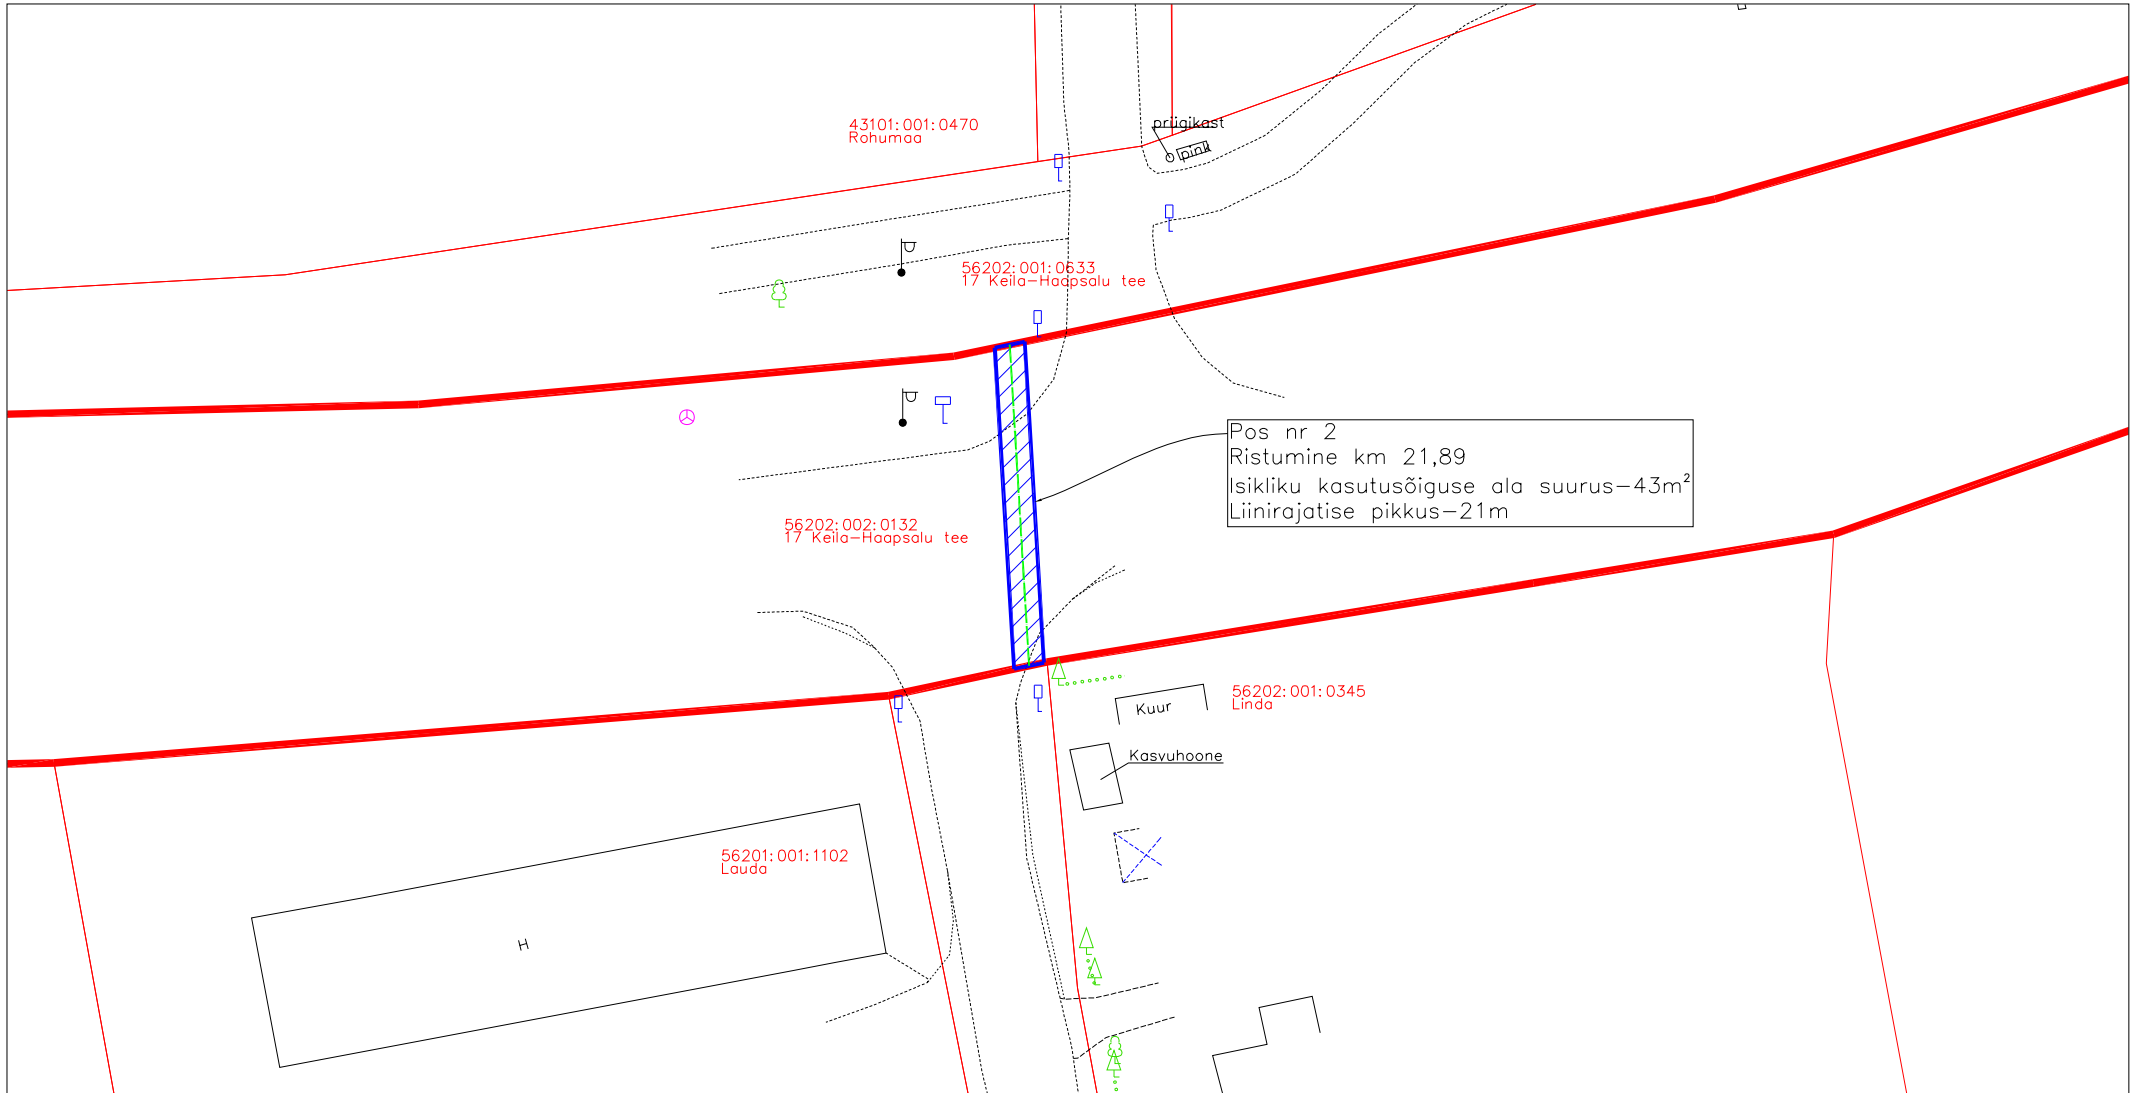 43101:001:0470
Rohumaa
prügikast
pink
56202:001:0633
17 Keila-Haapsalu tee
Pos nr 2
Ristumine km 21,89
Isikliku kasutusõiguse ala suurus-43m²
Liinirajatise pikkus-21m
56202:002:0132
17 Keila-Haapsalu tee
56202:001:0345
Linda
Kuur
Kasvuhoone
56201:001:1102
Lauda
H